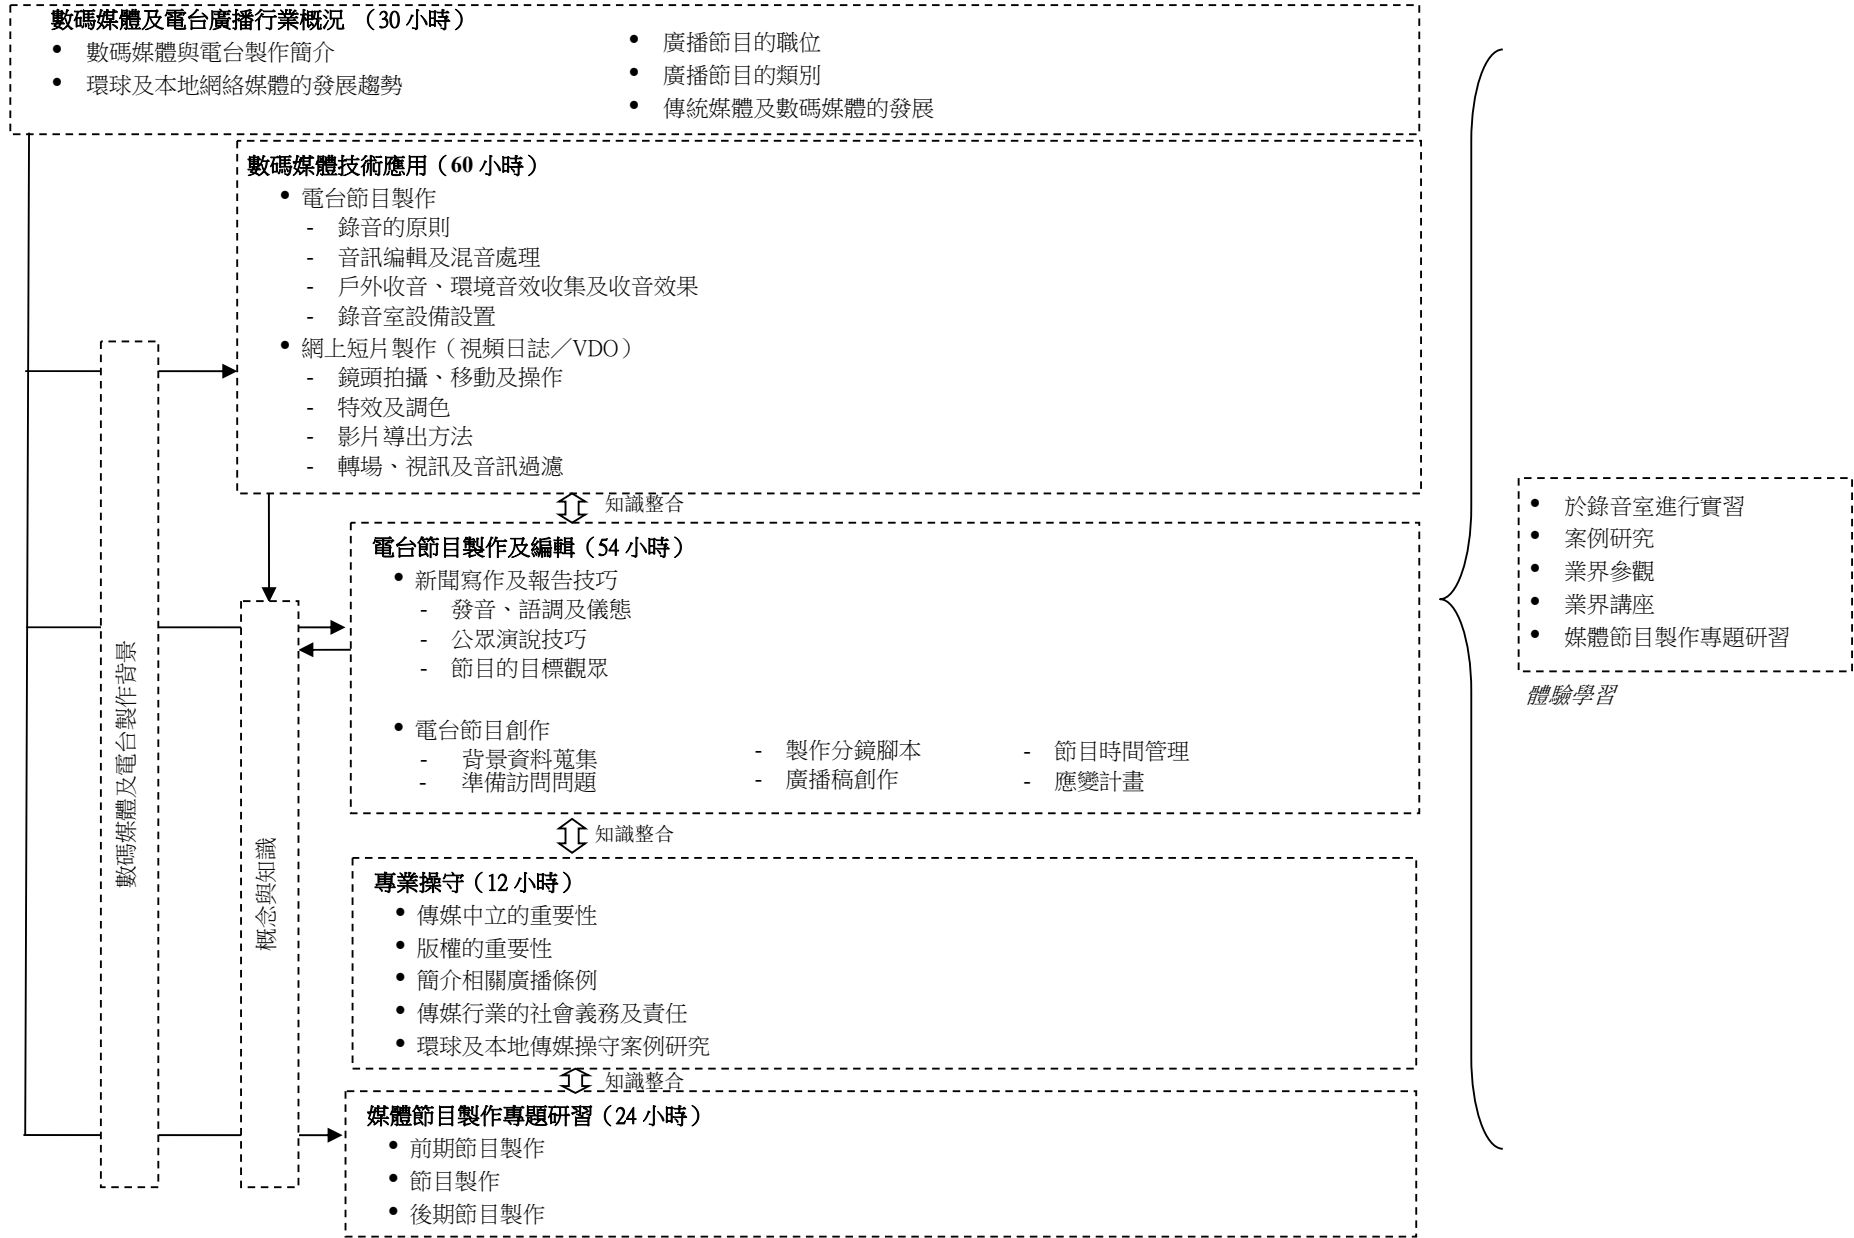 數碼媒體及電台廣播行業概況 （30 小時）
• 數碼媒體與電台製作簡介
• 環球及本地網絡媒體的發展趨勢
• 廣播節目的職位
• 廣播節目的類別
• 傳統媒體及數碼媒體的發展
數碼媒體技術應用（60 小時）
• 電台節目製作
- 錄音的原則
- 音訊编輯及混音處理
- 戶外收音、環境音效收集及收音效果
- 錄音室設備設置
• 網上短片製作（視頻日誌／VDO）
- 鏡頭拍攝、移動及操作
- 特效及調色
- 影片導出方法
- 轉場、視訊及音訊過濾
知識整合
電台節目製作及編輯（54 小時）
• 新聞寫作及報告技巧
- 發音、語調及儀態
- 公眾演說技巧
- 節目的目標觀眾
• 電台節目創作
- 背景資料蒐集
- 準備訪問問題
- 製作分鏡腳本
- 廣播稿創作
- 節目時間管理
- 應變計畫
知識整合
專業操守（12 小時）
• 傳媒中立的重要性
• 版權的重要性
• 簡介相關廣播條例
• 傳媒行業的社會義務及責任
• 環球及本地傳媒操守案例研究
知識整合
媒體節目製作專題研習（24 小時）
• 前期節目製作
• 節目製作
• 後期節目製作
數碼媒體及電台製作背景
概念與知識
• 於錄音室進行實習
• 案例研究
• 業界參觀
• 業界講座
• 媒體節目製作專題研習
體驗學習